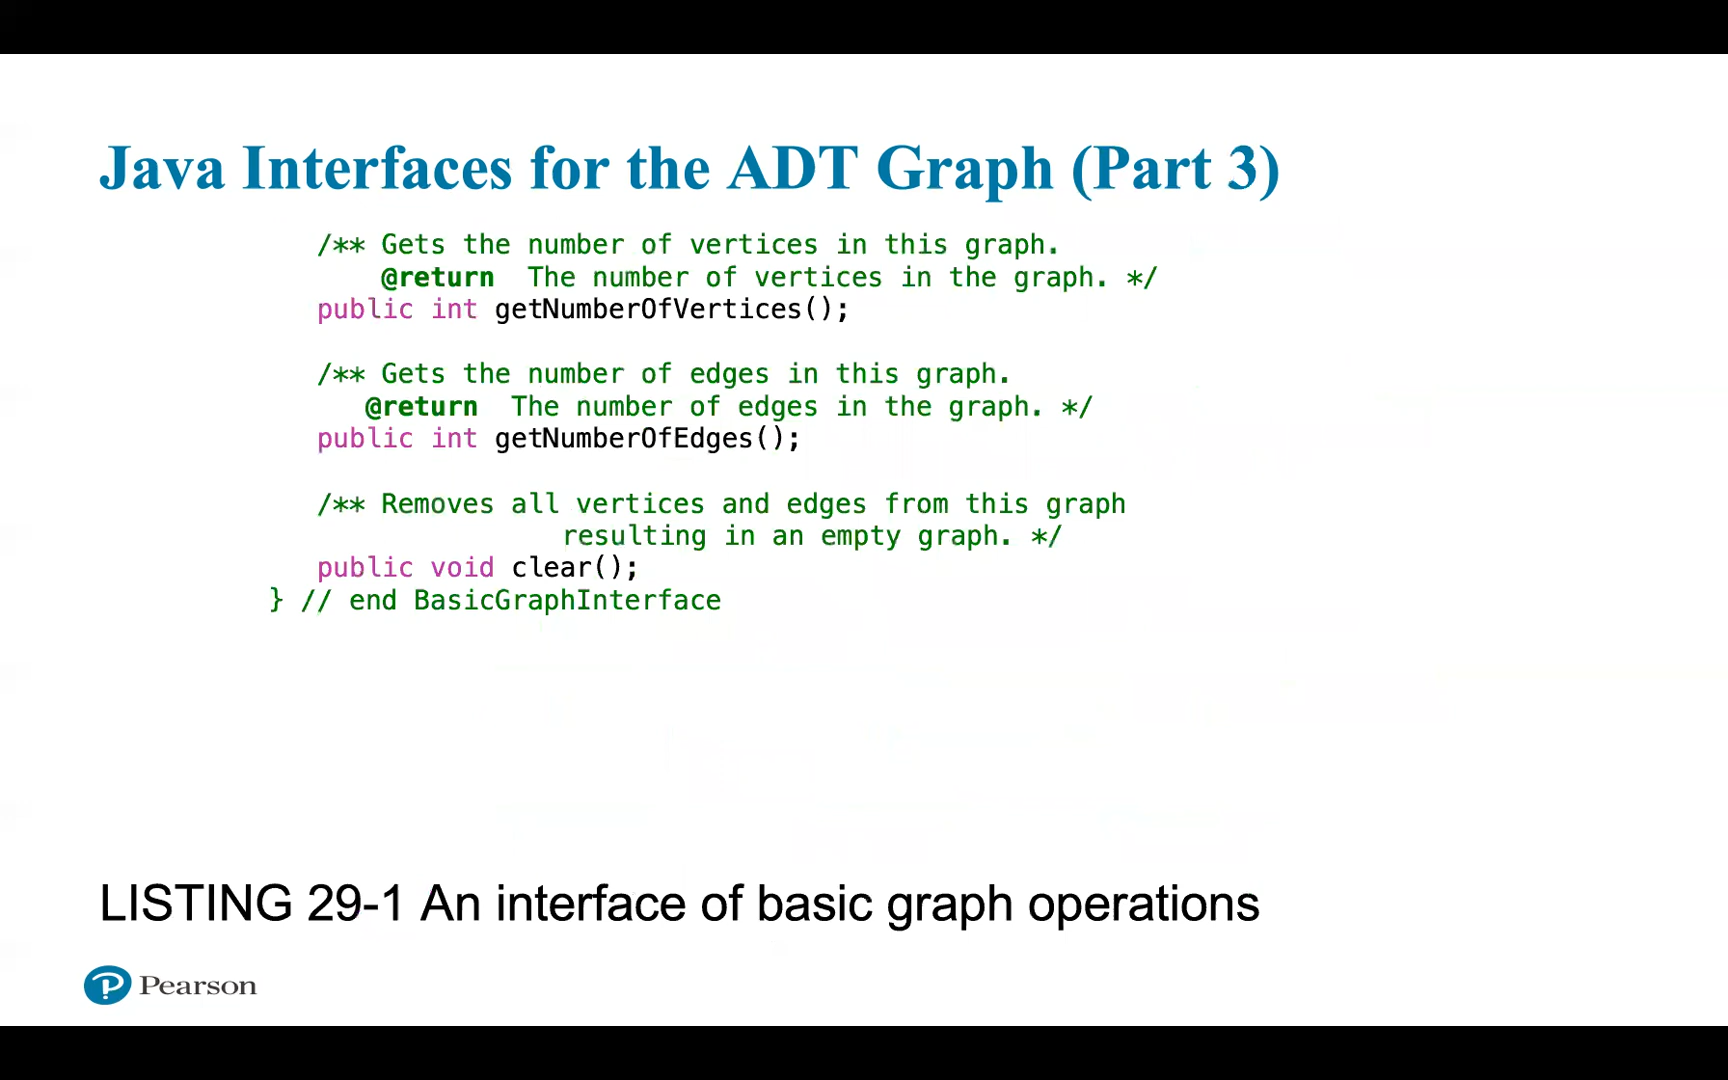 Java Interfaces for the ADT Graph (Part 3)
/** Gets the number of vertices in this graph.
@return The number of vertices in the graph. */
public int getNumberOfVertices();
/** Gets the number of edges in this graph.
@return The number of edges in the graph. */
public int getNumberOfEdges();
/** Removes all vertices and edges from this graph
resulting in an empty graph. */
public void clear();
} // end BasicGraphInterface
LISTING 29-1 An interface of basic graph operations
Pearson